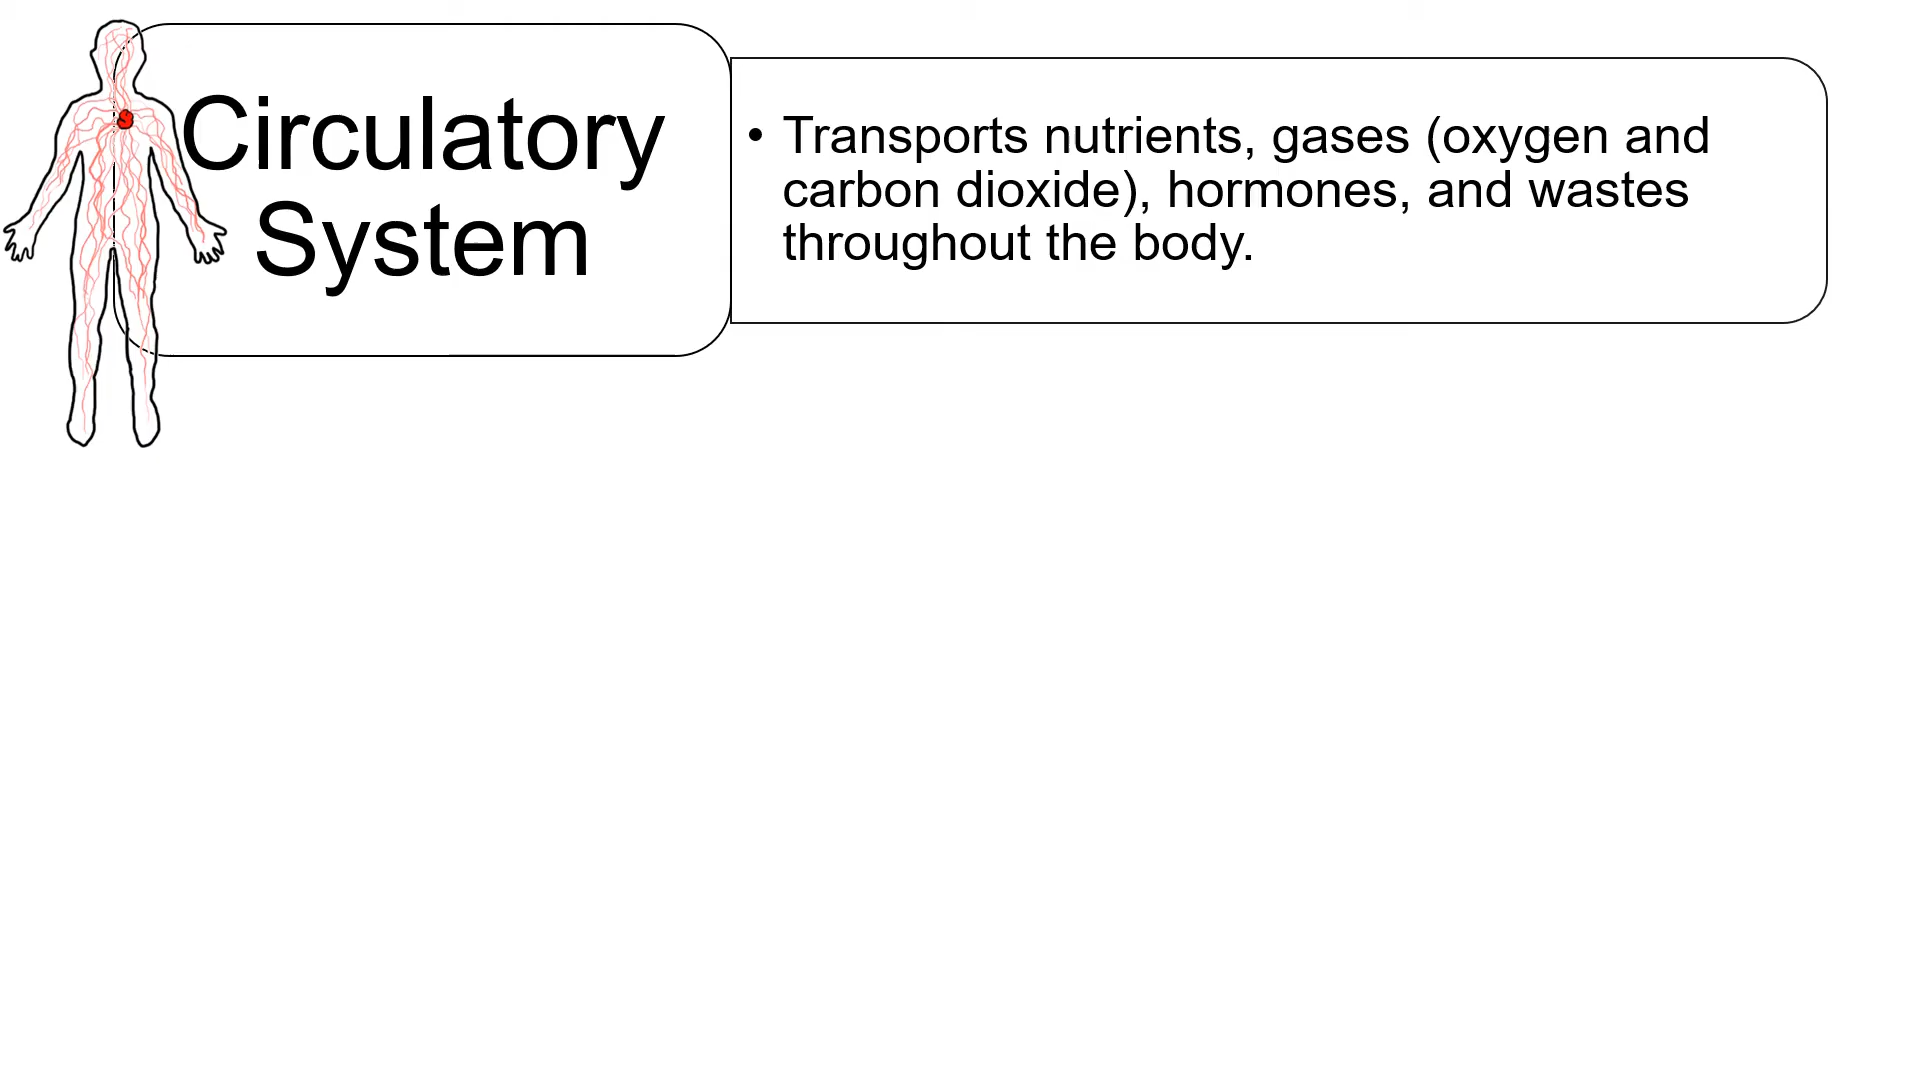 Circulatory
System
• Transports nutrients, gases (oxygen and
carbon dioxide), hormones, and wastes
throughout the body.